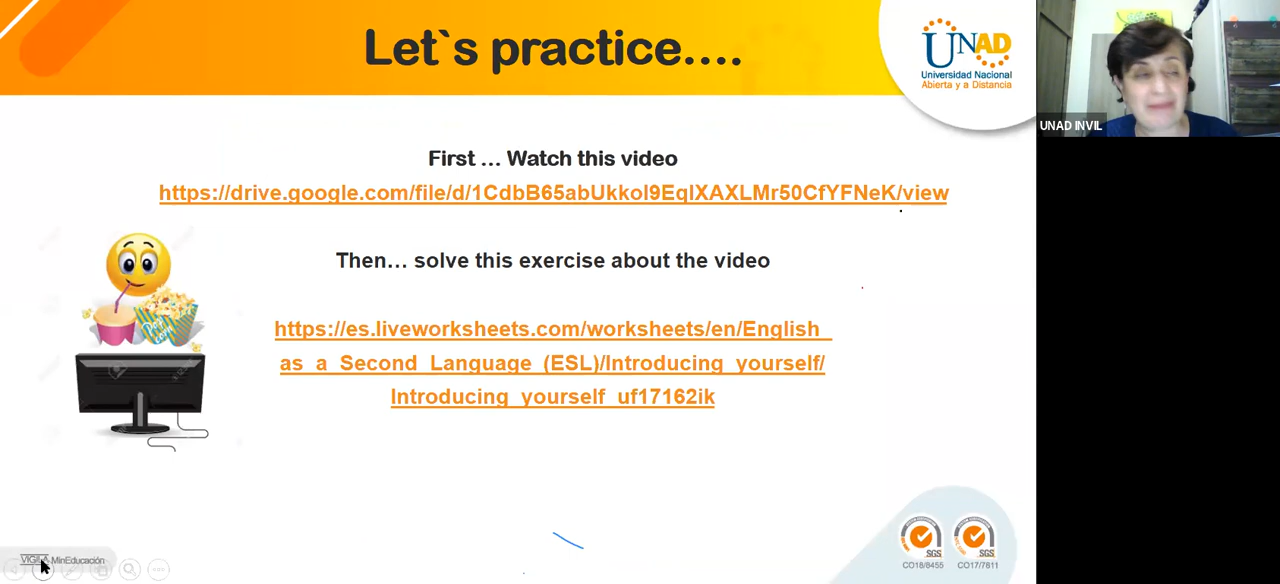 Let`s practice....
UNAD
Universidad Nacional
Abierta y a Distancia
UNAD INVIL
First ... Watch this video
https://drive.google.com/file/d/1CdbB65abUkkoI9EqIXAXLMr50CfYFNeK/view
Then... solve this exercise about the video
https://es.liveworksheets.com/worksheets/en/English_
as_a_Second_Language_(ESL)/Introducing_yourself/
Introducing_yourself_uf17162ik
SGS
SGS
CO18/8455
CO17/7811
MinEducación